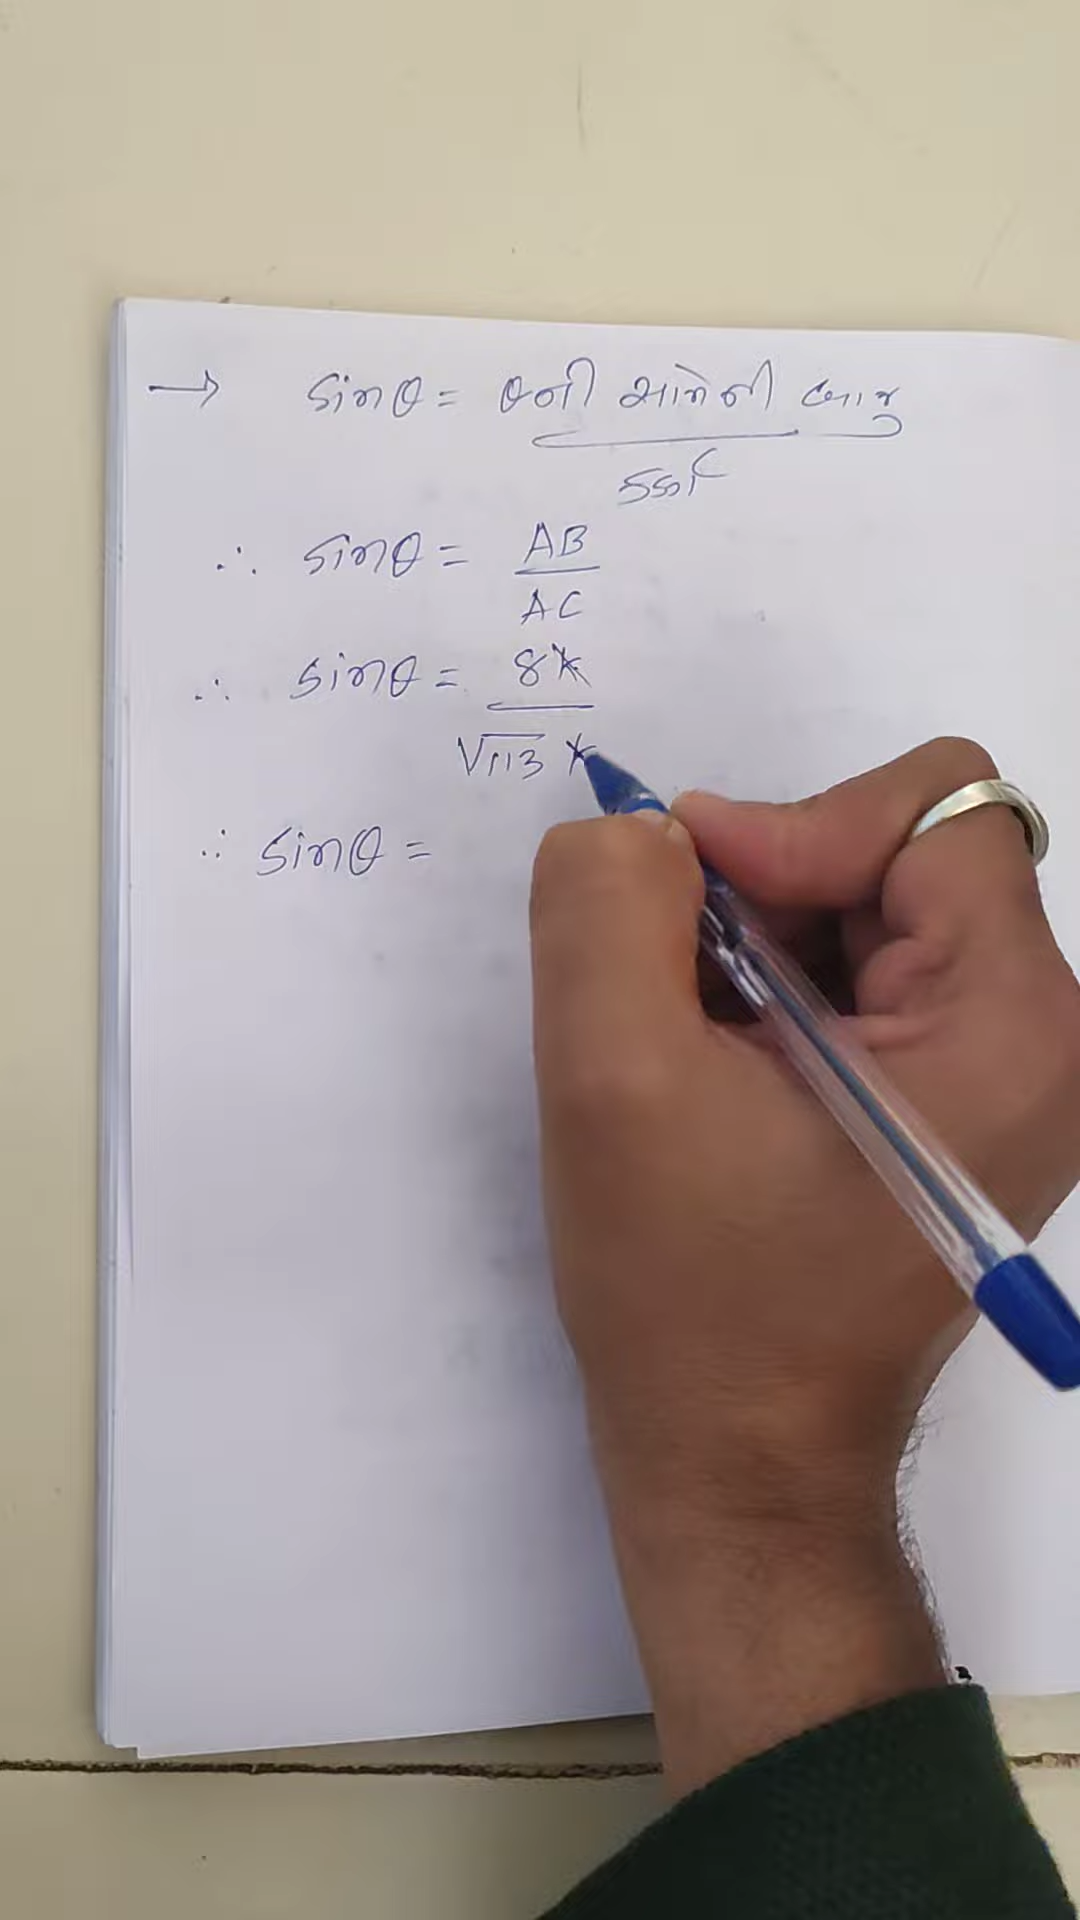 → sinθ = θની સામેની બાજુ
કર્ણ
∴ sinθ = AB
AC
∴ sinθ = 8k
√113 k
∴ sinθ =